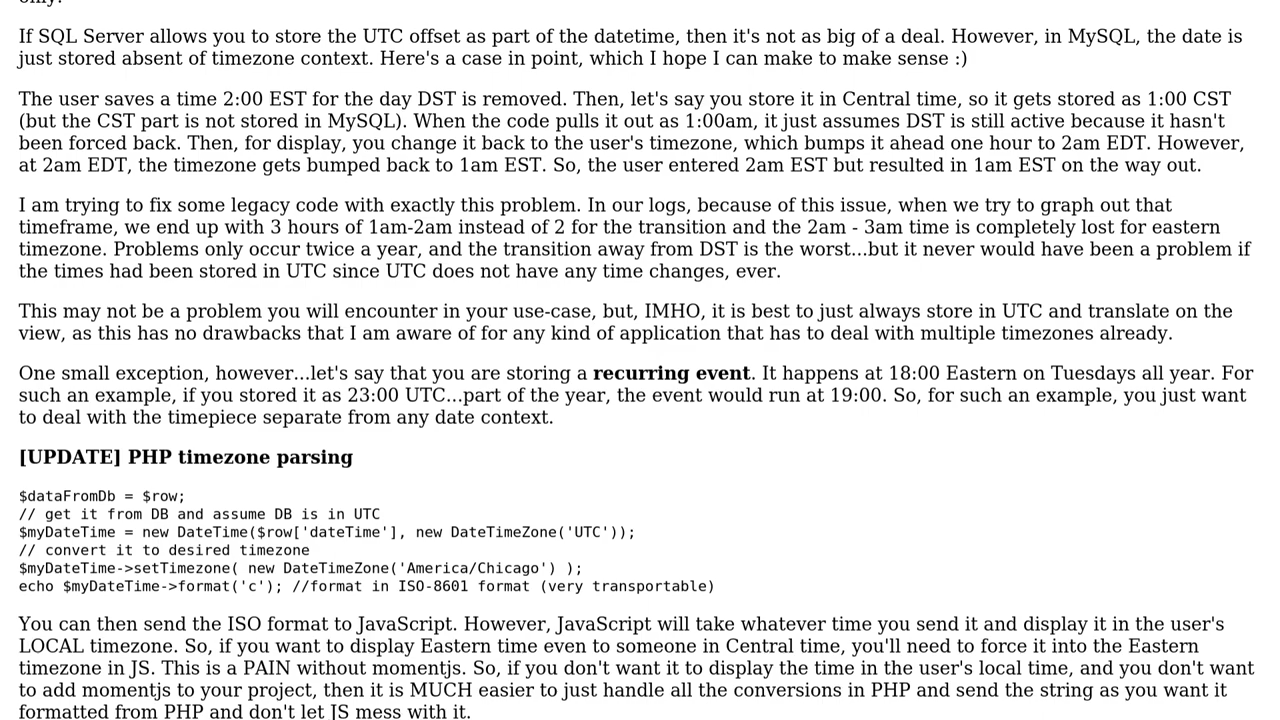 only.
If SQL Server allows you to store the UTC offset as part of the datetime, then it's not as big of a deal. However, in MySQL, the date is
just stored absent of timezone context. Here's a case in point, which I hope I can make to make sense :)
The user saves a time 2:00 EST for the day DST is removed. Then, let's say you store it in Central time, so it gets stored as 1:00 CST
(but the CST part is not stored in MySQL). When the code pulls it out as 1:00am, it just assumes DST is still active because it hasn't
been forced back. Then, for display, you change it back to the user's timezone, which bumps it ahead one hour to 2am EDT. However,
at 2am EDT, the timezone gets bumped back to 1am EST. So, the user entered 2am EST but resulted in 1am EST on the way out.
I am trying to fix some legacy code with exactly this problem. In our logs, because of this issue, when we try to graph out that
timeframe, we end up with 3 hours of 1am-2am instead of 2 for the transition and the 2am - 3am time is completely lost for eastern
timezone. Problems only occur twice a year, and the transition away from DST is the worst...but it never would have been a problem if
the times had been stored in UTC since UTC does not have any time changes, ever.
This may not be a problem you will encounter in your use-case, but, IMHO, it is best to just always store in UTC and translate on the
view, as this has no drawbacks that I am aware of for any kind of application that has to deal with multiple timezones already.
One small exception, however...let's say that you are storing a recurring event. It happens at 18:00 Eastern on Tuesdays all year. For
such an example, if you stored it as 23:00 UTC...part of the year, the event would run at 19:00. So, for such an example, you just want
to deal with the timepiece separate from any date context.
[UPDATE] PHP timezone parsing
$dataFromDb = $row;
// get it from DB and assume DB is in UTC
$myDateTime = new DateTime($row['dateTime'], new DateTimeZone('UTC'));
// convert it to desired timezone
$myDateTime->setTimezone( new DateTimeZone('America/Chicago') );
echo $myDateTime->format('c'); //format in ISO-8601 format (very transportable)
You can then send the ISO format to JavaScript. However, JavaScript will take whatever time you send it and display it in the user's
LOCAL timezone. So, if you want to display Eastern time even to someone in Central time, you'll need to force it into the Eastern
timezone in JS. This is a PAIN without momentjs. So, if you don't want it to display the time in the user's local time, and you don't want
to add momentjs to your project, then it is MUCH easier to just handle all the conversions in PHP and send the string as you want it
formatted from PHP and don't let JS mess with it.